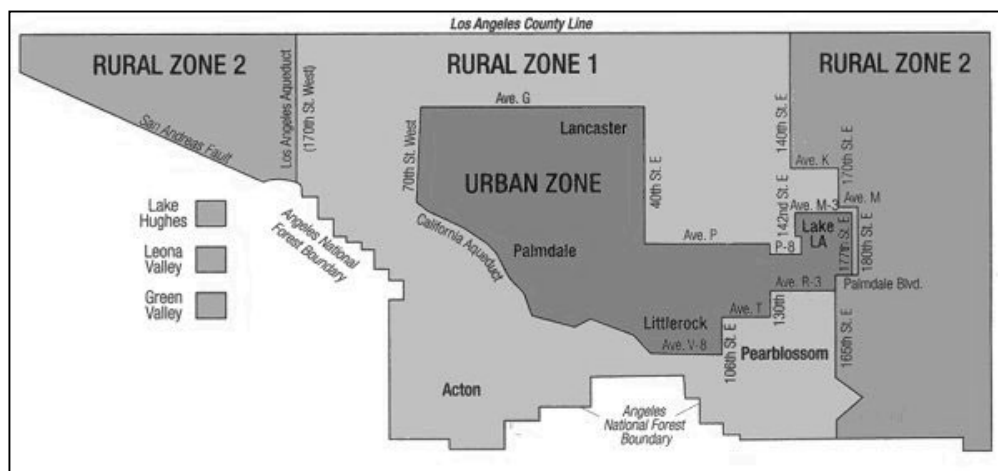 Los Angeles County Line
RURAL ZONE 2
RURAL ZONE 1
RURAL ZONE 2
San Andreas Fault
Los Angeles Aqueduct
(170th St. West)
Ave. G
Lancaster
70th St. West
URBAN ZONE
40th St. E
140th St. E
Ave. K
170th St. E
142nd St. E
Ave. M-3
Ave. M
Lake
LA
177th St. E
180th St. E
Ave. P
P-8
Palmdale
California Aqueduct
Lake
Hughes
Leona
Valley
Green
Valley
Angeles National
Forest Boundary
Ave. R-3
Palmdale Blvd.
Littlerock
Ave. T
130th
Ave. V-8
106th St. E
Pearblossom
165th St. E
Acton
Angeles
National Forest
Boundary